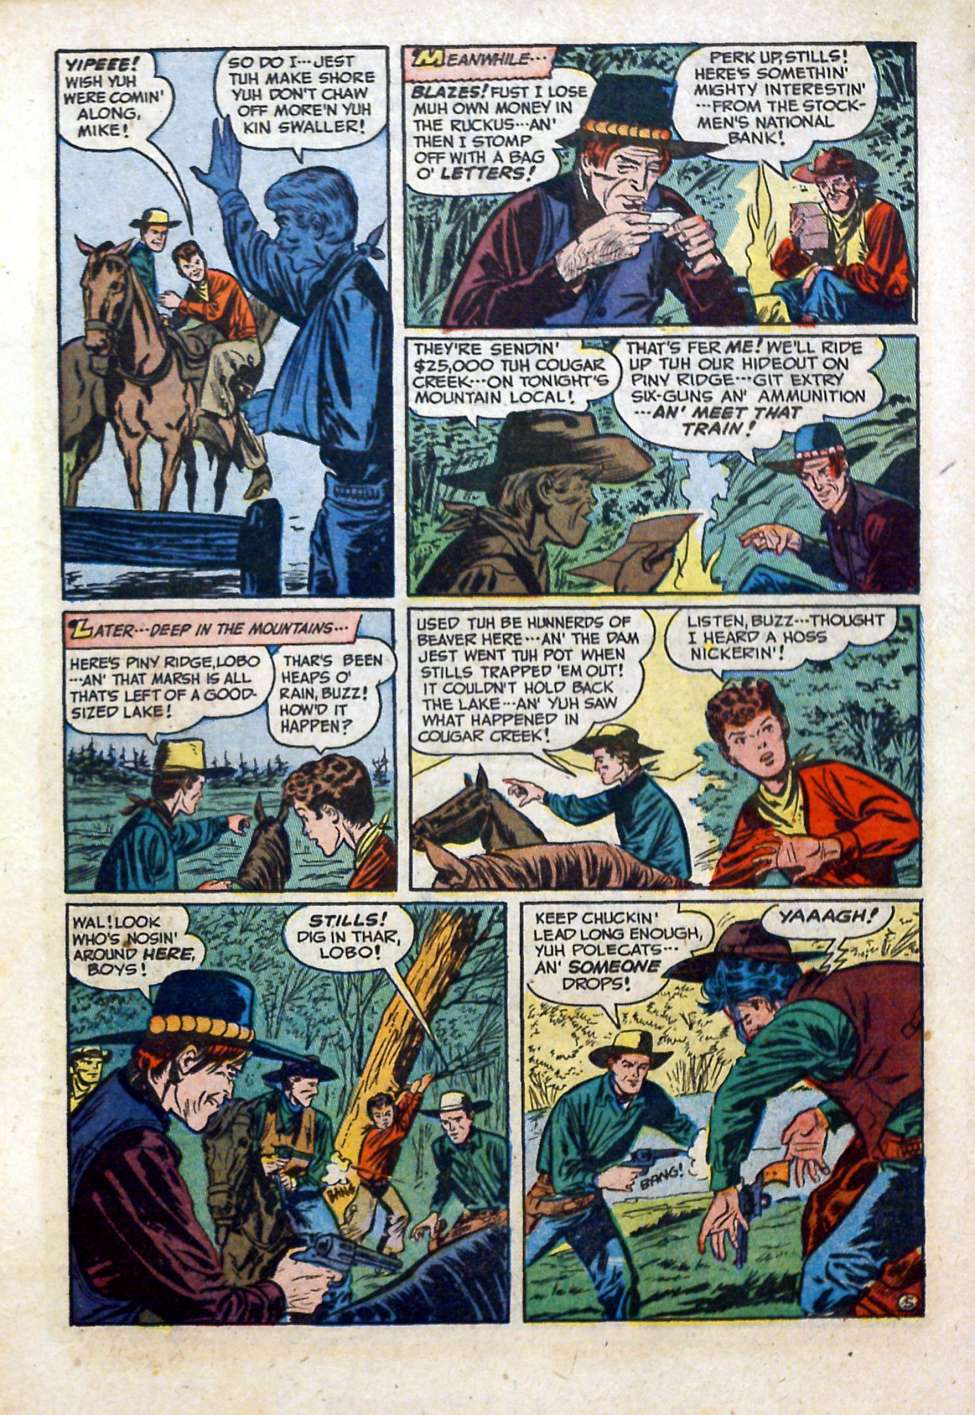 YIPEEE!
WISH YUH
WERE COMIN'
ALONG,
MIKE!
SO DO I---JEST
TUH MAKE SHORE
YUH DON'T CHAW
OFF MORE'N YUH
KIN SWALLER!
MEANWHILE---
BLAZES! FUST I LOSE
MUH OWN MONEY IN
THE RUCKUS---AN'
THEN I STOMP
OFF WITH A BAG
O' LETTERS!
PERK UP, STILLS!
HERE'S SOMETHIN'
MIGHTY INTERESTIN'
---FROM THE STOCK-
MEN'S NATIONAL
BANK!
THEY'RE SENDIN'
$25,000 TUH COUGAR
CREEK---ON TONIGHT'S
MOUNTAIN LOCAL!
THAT'S FER ME! WE'LL RIDE
UP TUH OUR HIDEOUT ON
PINY RIDGE---GIT EXTRY
SIX-GUNS AN' AMMUNITION
---AN' MEET THAT
TRAIN!
LATER---DEEP IN THE MOUNTAINS---
HERE'S PINY RIDGE, LOBO
---AN' THAT MARSH IS ALL
THAT'S LEFT OF A GOOD-
SIZED LAKE!
THAR'S BEEN
HEAPS O'
RAIN, BUZZ!
HOW'D IT
HAPPEN?
USED TUH BE HUNNERDS OF
BEAVER HERE---AN' THE DAM
JEST WENT TUH POT WHEN
STILLS TRAPPED 'EM OUT!
IT COULDN'T HOLD BACK
THE LAKE---AN' YUH SAW
WHAT HAPPENED IN
COUGAR CREEK!
LISTEN, BUZZ---THOUGHT
I HEARD A HOSS
NICKERIN'!
WAL! LOOK
WHO'S NOSIN'
AROUND HERE,
BOYS!
STILLS!
DIG IN THAR,
LOBO!
BANG
KEEP CHUCKIN'
LEAD LONG ENOUGH,
YUH POLECATS---
AN' SOMEONE
DROPS!
YAAAGH!
BANG!
5